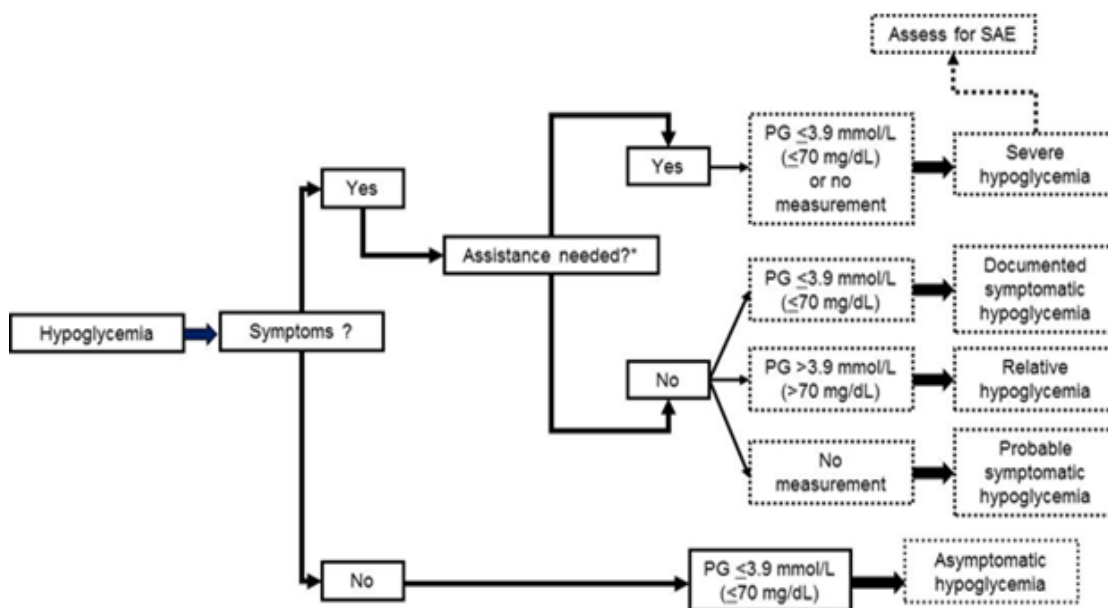 Assess for SAE
PG ≤3.9 mmol/L
(≤70 mg/dL)
or no
measurement
Severe
hypoglycemia
Yes
Yes
Assistance needed?*
PG ≤3.9 mmol/L
(≤70 mg/dL)
Documented
symptomatic
hypoglycemia
Hypoglycemia
Symptoms ?
No
PG >3.9 mmol/L
(>70 mg/dL)
Relative
hypoglycemia
No
measurement
Probable
symptomatic
hypoglycemia
No
PG ≤3.9 mmol/L
(≤70 mg/dL)
Asymptomatic
hypoglycemia